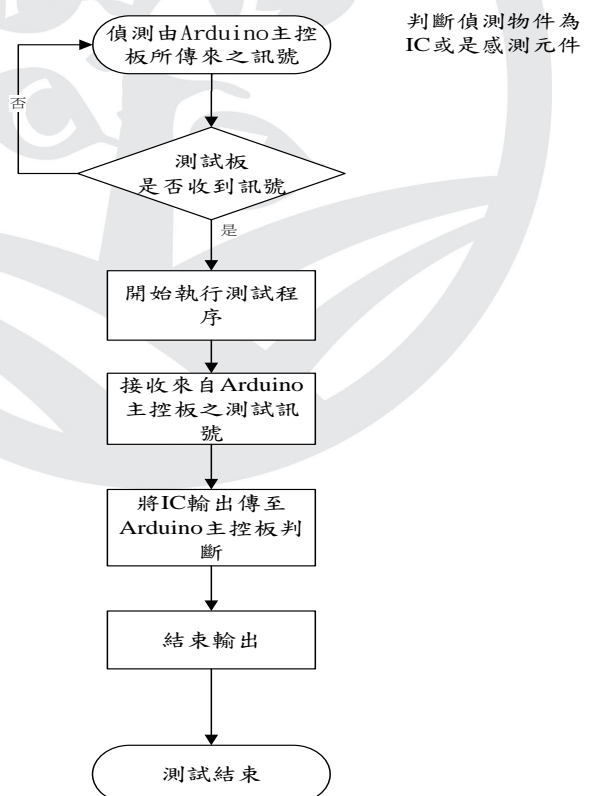 偵測由Arduino主控
板所傳來之訊號
判斷偵測物件為
IC或是感測元件
否
測試板
是否收到訊號
是
開始執行測試程
序
接收來自Arduino
主控板之測試訊
號
將IC輸出傳至
Arduino主控板判
斷
結束輸出
測試結束